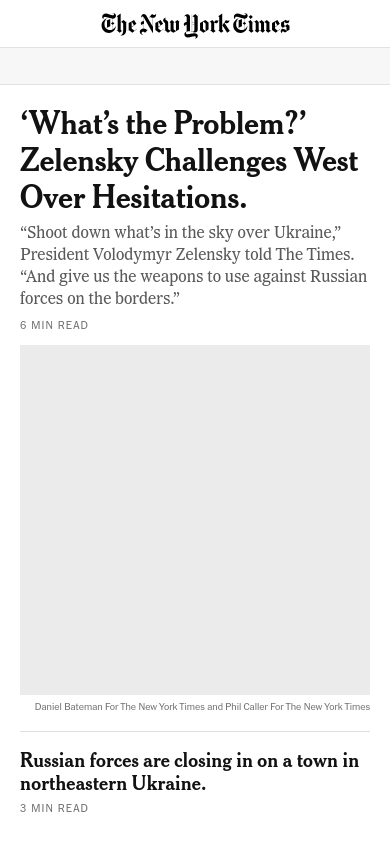 The New York Times
‘What’s the Problem?’
Zelensky Challenges West
Over Hesitations.
“Shoot down what’s in the sky over Ukraine,”
President Volodymyr Zelensky told The Times.
“And give us the weapons to use against Russian
forces on the borders.”
6 MIN READ
Daniel Bateman For The New York Times and Phil Caller For The New York Times
Russian forces are closing in on a town in
northeastern Ukraine.
3 MIN READ